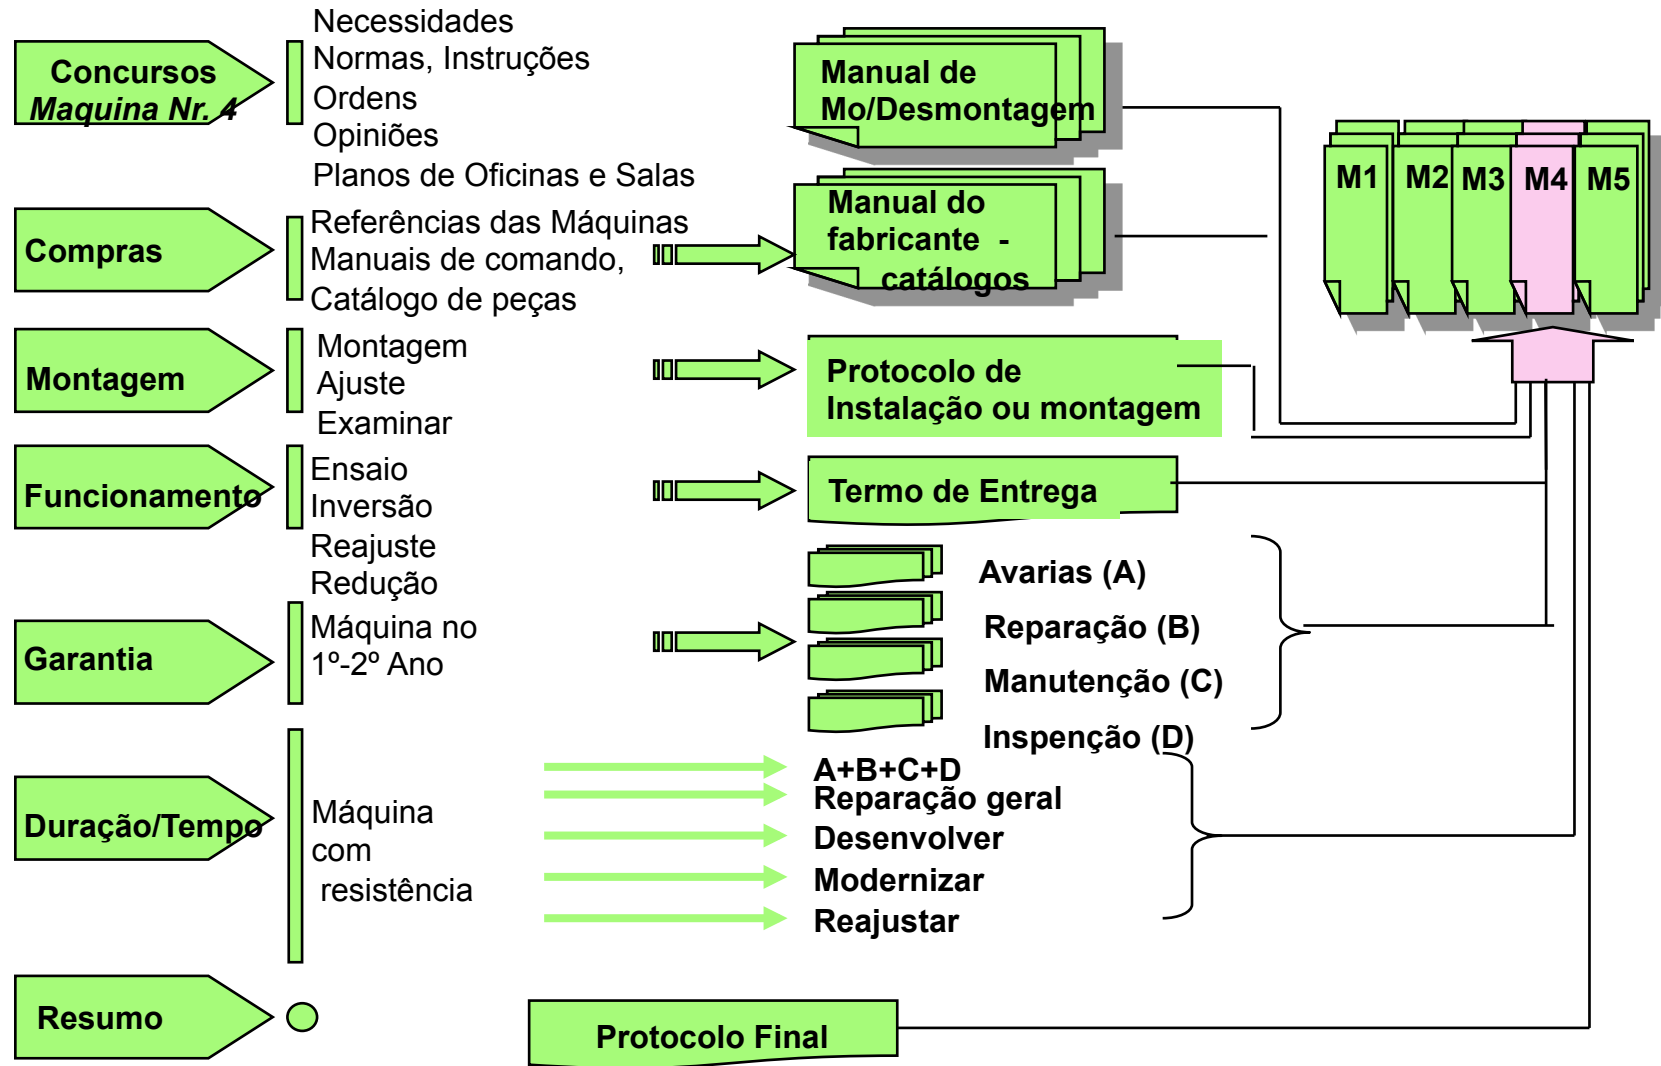 Concursos
Maquina Nr. 4
Necessidades
Normas, Instruções
Ordens
Opiniões
Planos de Oficinas e Salas
Manual de
Mo/Desmontagem
M1 M2 M3 M4 M5
Compras
Referências das Máquinas
Manuais de comando,
Catálogo de peças
Manual do
fabricante -
catálogos
Montagem
Montagem
Ajuste
Examinar
Protocolo de
Instalação ou montagem
Funcionamento
Ensaio
Inversão
Reajuste
Redução
Termo de Entrega
Garantia
Máquina no
1º-2º Ano
Avarias (A)
Reparação (B)
Manutenção (C)
Inspenção (D)
Duração/Tempo
Máquina
com
resistência
A+B+C+D
Reparação geral
Desenvolver
Modernizar
Reajustar
Resumo
Protocolo Final